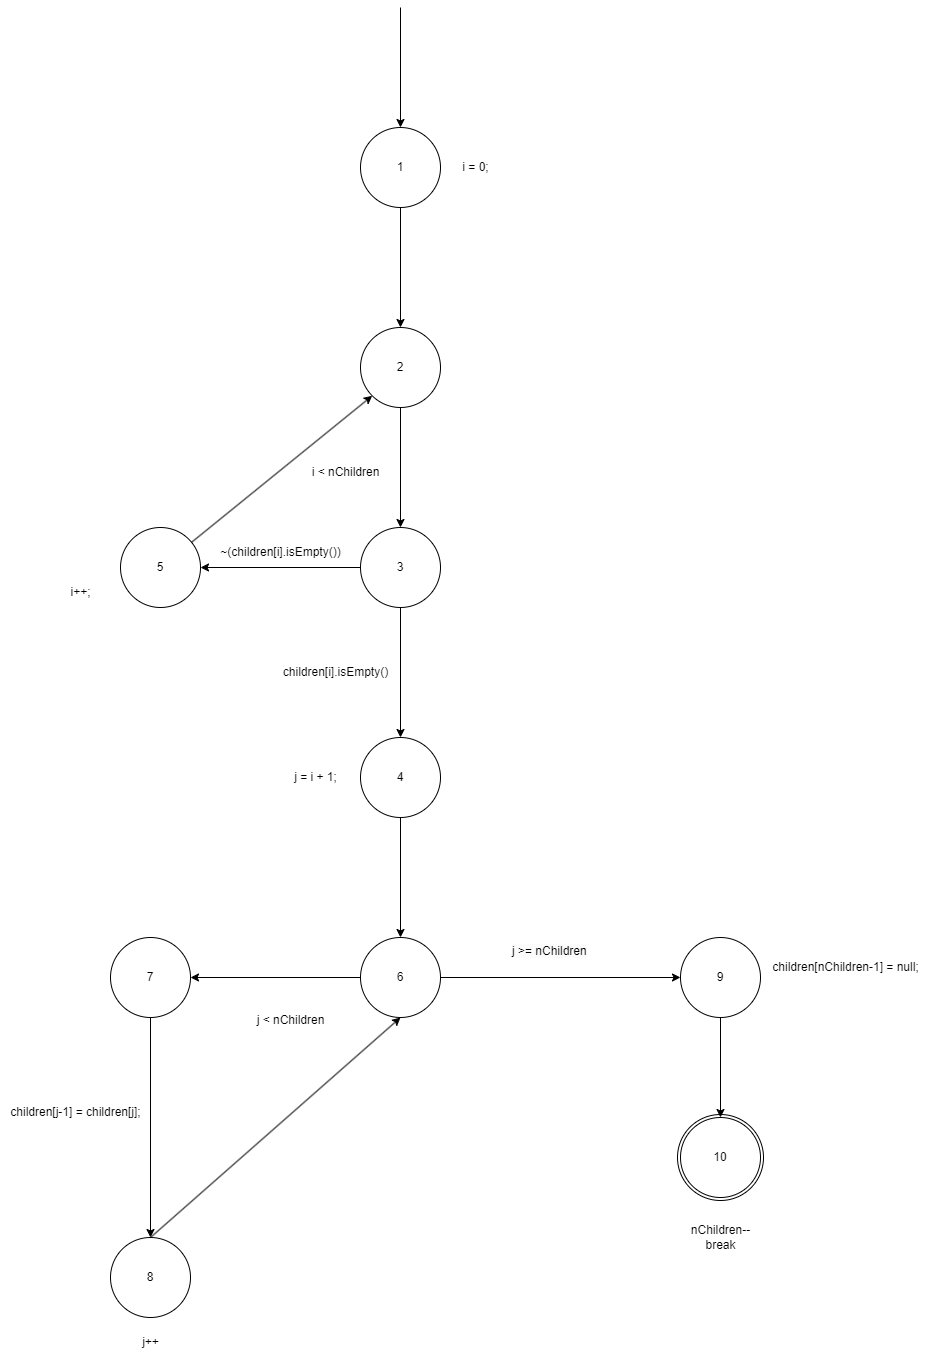 1
i = 0;
2
i < nChildren
~(children[i].isEmpty())
5
3
i++;
children[i].isEmpty()
j = i + 1;
4
j >= nChildren
7
6
9
children[nChildren-1] = null;
j < nChildren
children[j-1] = children[j];
10
nChildren--
break
8
j++